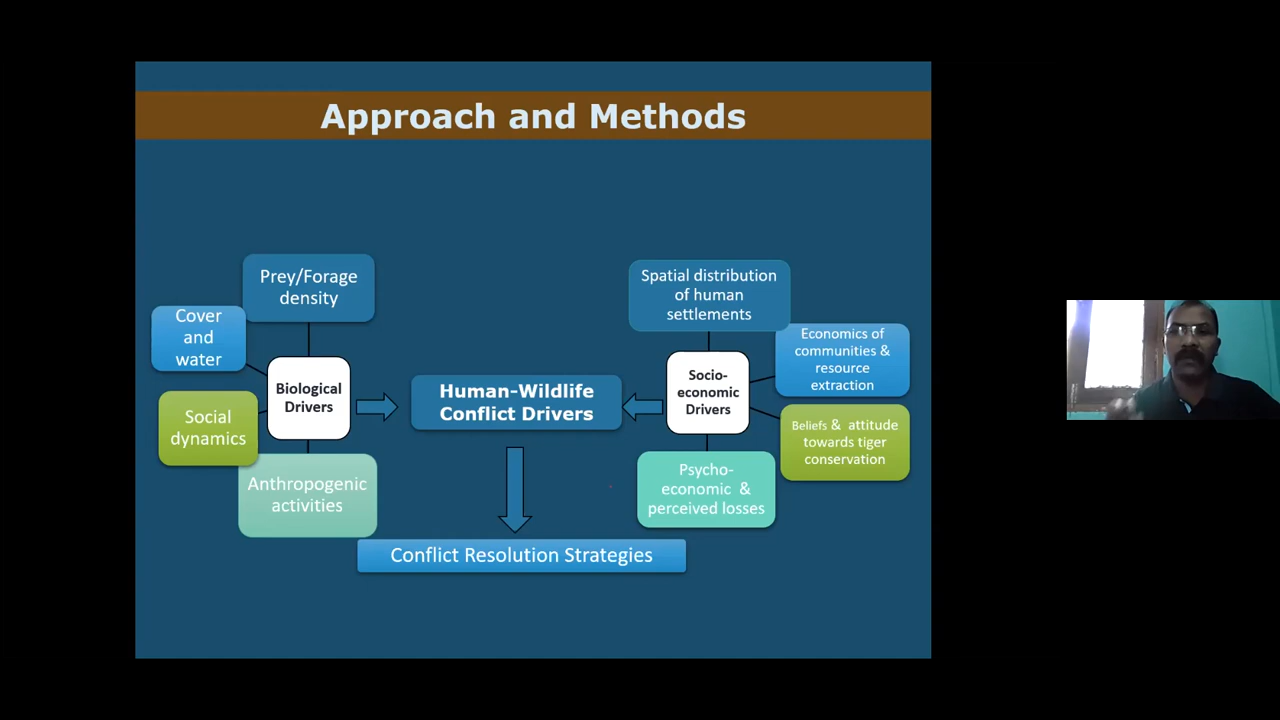 Approach and Methods
Prey/Forage
density
Cover
and
water
Biological
Drivers
Social
dynamics
Anthropogenic
activities
Human-Wildlife
Conflict Drivers
Conflict Resolution Strategies
Spatial distribution
of human
settlements
Economics of
communities &
resource
extraction
Socio-
economic
Drivers
Beliefs & attitude
towards tiger
conservation
Psycho-
economic &
perceived losses